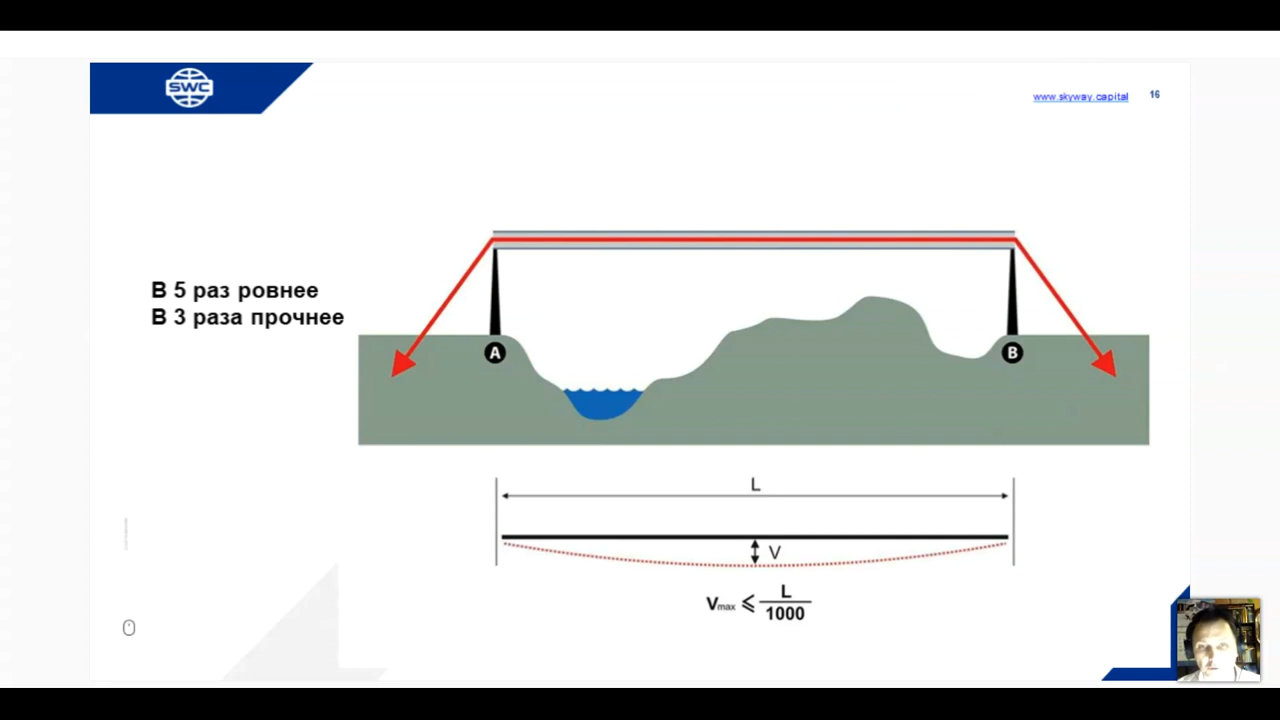 SWC
www.skyway.capital
16
В 5 раз ровнее
В 3 раза прочнее
A
B
L
V
Vmax ⩽ L
1000